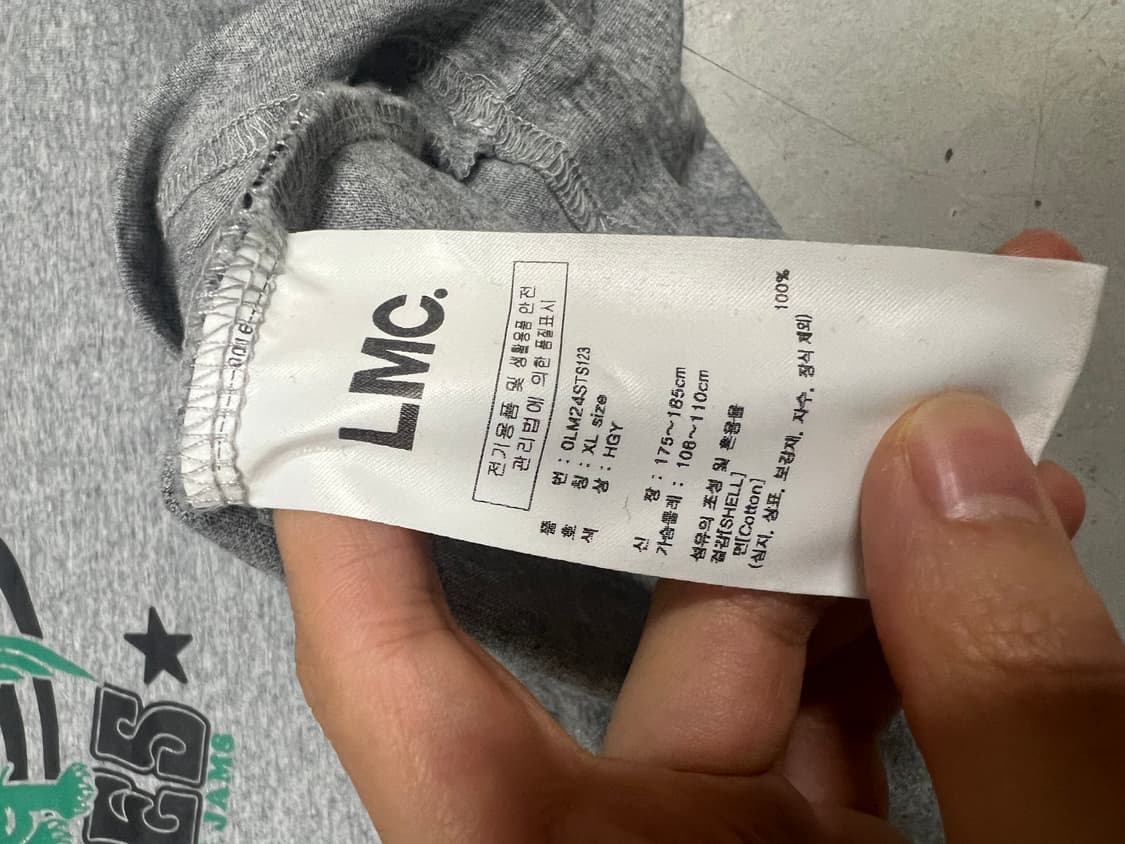 LMC.
전기용품 및 생활용품 안전
관리법에 의한 품질표시
품 번 : 0LM24STS123
호 칭 : XL size
색 상 : HGY
신 장 : 175~185cm
가슴둘레 : 108~110cm
섬유의 조성 및 혼용율
겉감[SHELL]
면[Cotton] 100%
(심지, 상표, 보강재, 자수, 장식 제외)
JAMS